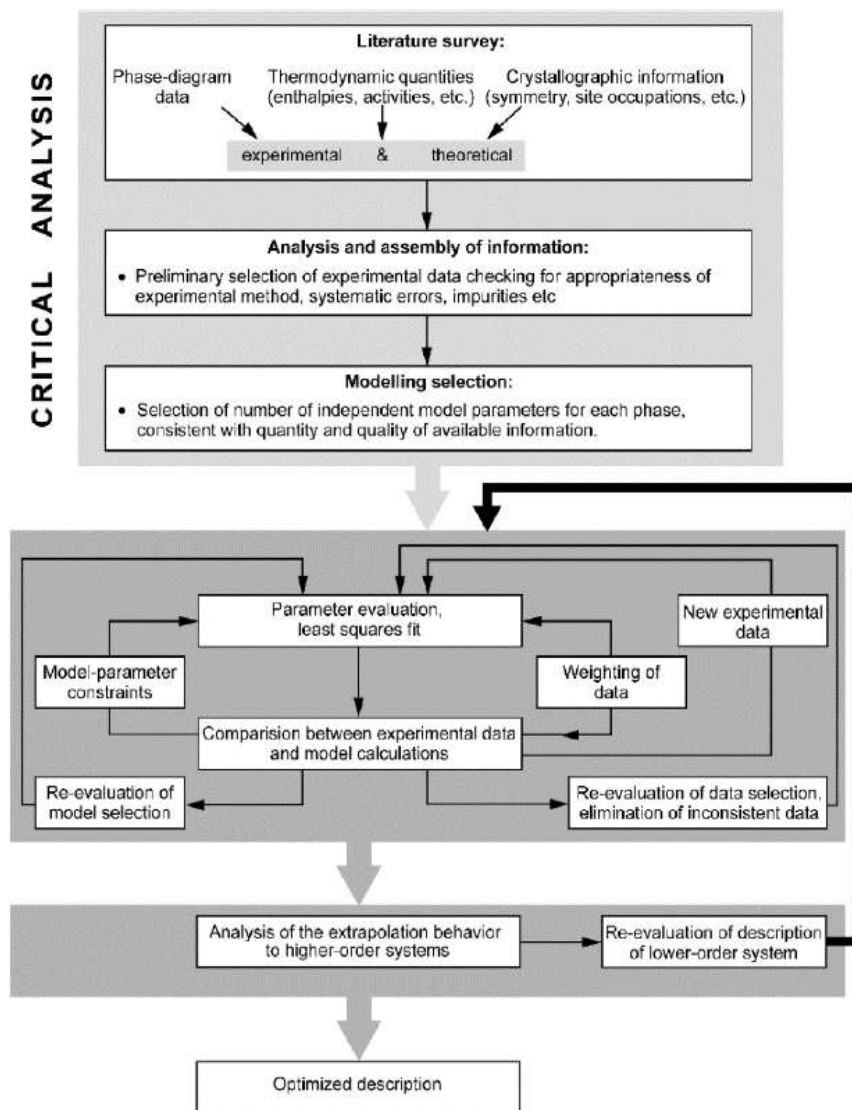 CRITICAL ANALYSIS
Literature survey:
Phase-diagram
data
Thermodynamic quantities
(enthalpies, activities, etc.)
Crystallographic information
(symmetry, site occupations, etc.)
experimental & theoretical
Analysis and assembly of information:
• Preliminary selection of experimental data checking for appropriateness of
experimental method, systematic errors, impurities etc
Modelling selection:
• Selection of number of independent model parameters for each phase,
consistent with quantity and quality of available information.
Parameter evaluation,
least squares fit
New experimental
data
Model-parameter
constraints
Weighting of
data
Comparision between experimental data
and model calculations
Re-evaluation of
model selection
Re-evaluation of data selection,
elimination of inconsistent data
Analysis of the extrapolation behavior
to higher-order systems
Re-evaluation of description
of lower-order system
Optimized description